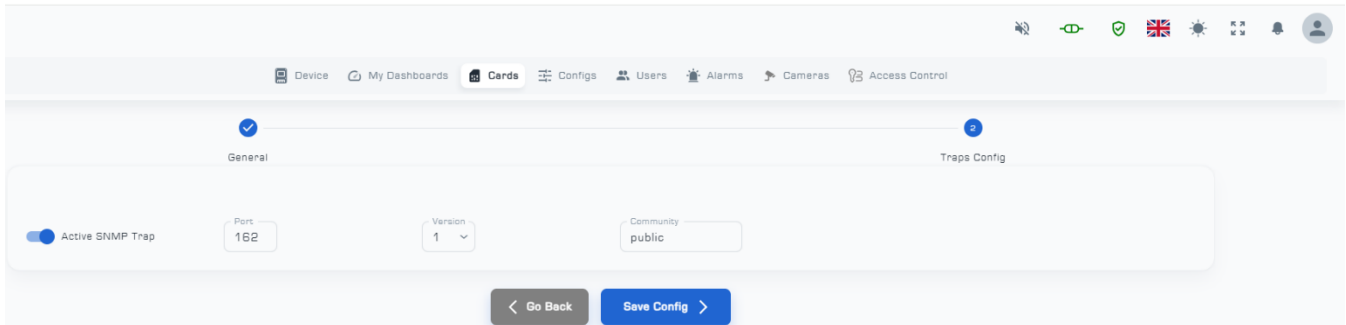 Device My Dashboards Cards Configs Users Alarms Cameras Access Control
2
General Traps Config
Port Version Community
Active SNMP Trap 162 1 public
Go Back Save Config